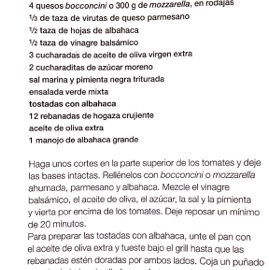 4 quesos bocconcini o 300 g de mozzarella, en rodajas
⅓ de taza de virutas de queso parmesano
½ taza de hojas de albahaca
½ taza de vinagre balsámico
3 cucharadas de aceite de oliva virgen extra
2 cucharaditas de azúcar moreno
sal marina y pimienta negra triturada
ensalada verde mixta
tostadas con albahaca
12 rebanadas de hogaza crujiente
aceite de oliva extra
1 manojo de albahaca grande
Haga unos cortes en la parte superior de los tomates y deje
las bases intactas. Rellénelos con bocconcini o mozzarella
ahumada, parmesano y albahaca. Mezcle el vinagre
balsámico, el aceite de oliva, el azúcar, la sal y la pimienta
y vierta por encima de los tomates. Deje reposar un mínimo
de 20 minutos.
Para preparar las tostadas con albahaca, unte el pan con
el aceite de oliva extra y tueste bajo el grill hasta que las
rebanadas estén doradas por ambos lados. Coja un puñado